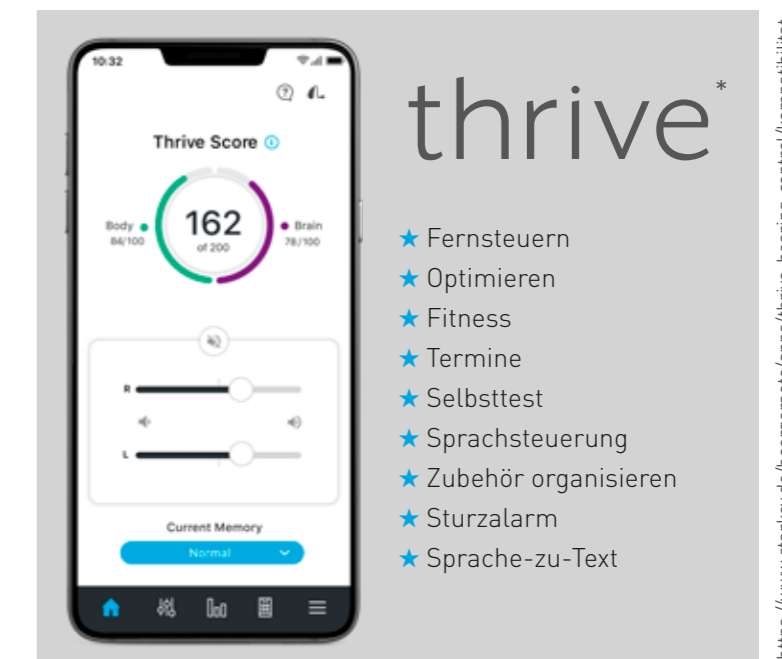 10:32
thrive*
Thrive Score
Body
84/100
162
of 200
Brain
78/100
R
L
Current Memory
Normal
★ Fernsteuern
★ Optimieren
★ Fitness
★ Termine
★ Selbsttest
★ Sprachsteuerung
★ Zubehör organisieren
★ Sturzalarm
★ Sprache-zu-Text